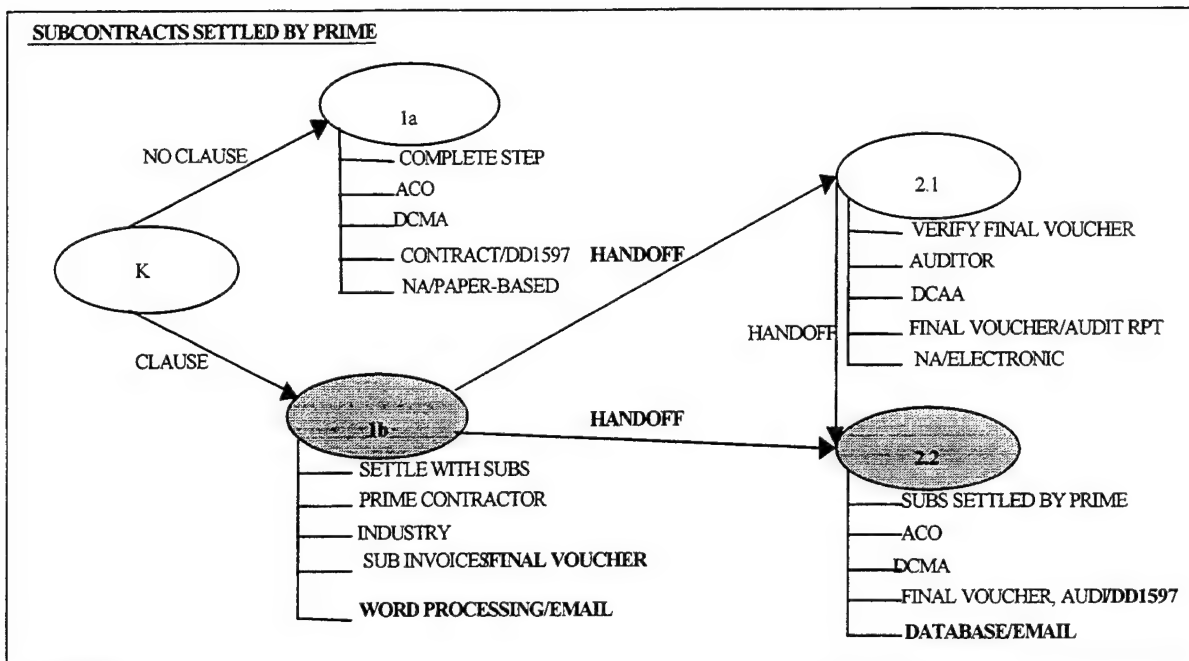 SUBCONTRACTS SETTLED BY PRIME
1a
NO CLAUSE
COMPLETE STEP
ACO
DCMA
CONTRACT/DD1597 HANDOFF
NA/PAPER-BASED
K
CLAUSE
2.1
VERIFY FINAL VOUCHER
AUDITOR
DCAA
FINAL VOUCHER/AUDIT RPT
NA/ELECTRONIC
HANDOFF
1b
HANDOFF
SETTLE WITH SUBS
PRIME CONTRACTOR
INDUSTRY
SUB INVOICES/FINAL VOUCHER
WORD PROCESSING/EMAIL
2.2
SUBS SETTLED BY PRIME
ACO
DCMA
FINAL VOUCHER, AUDI/DD1597
DATABASE/EMAIL